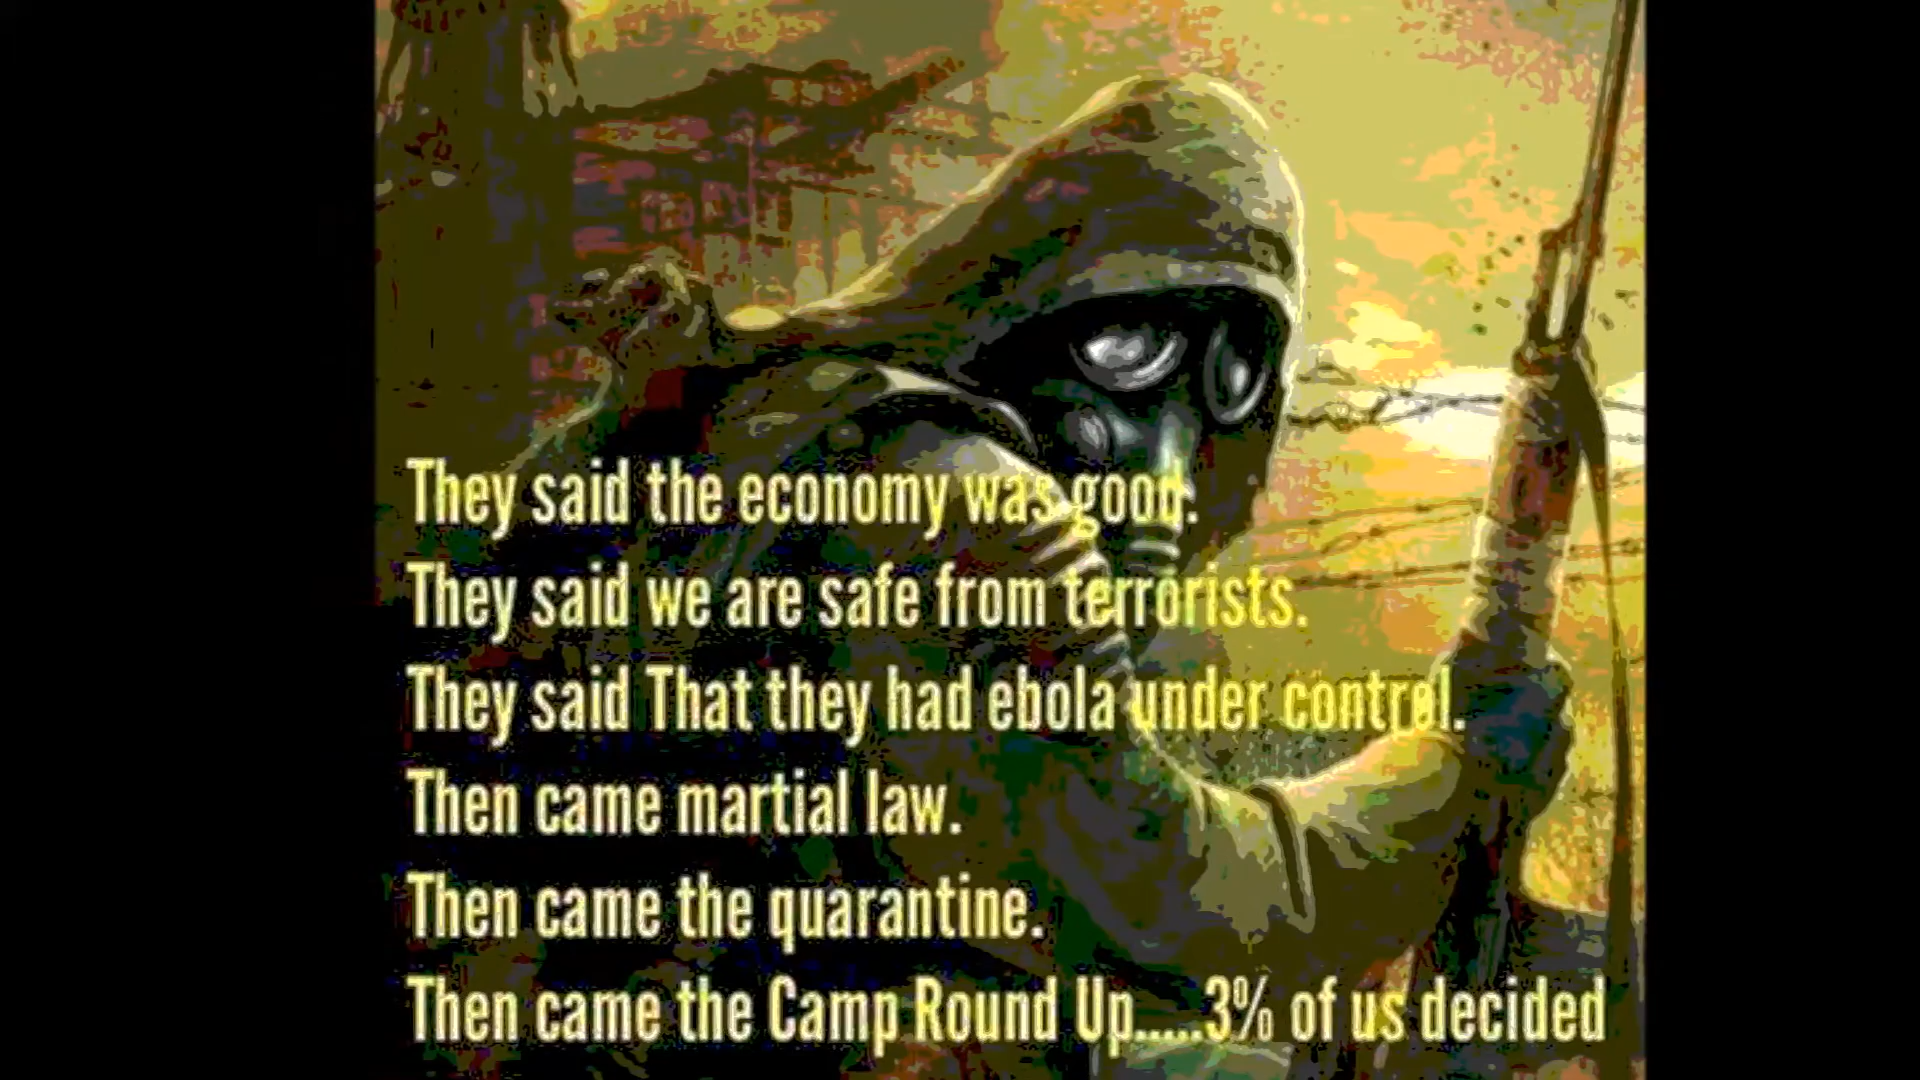 They said the economy was good.
They said we are safe from terrorists.
They said That they had ebola under control.
Then came martial law.
Then came the quarantine.
Then came the Camp Round Up.....3% of us decided